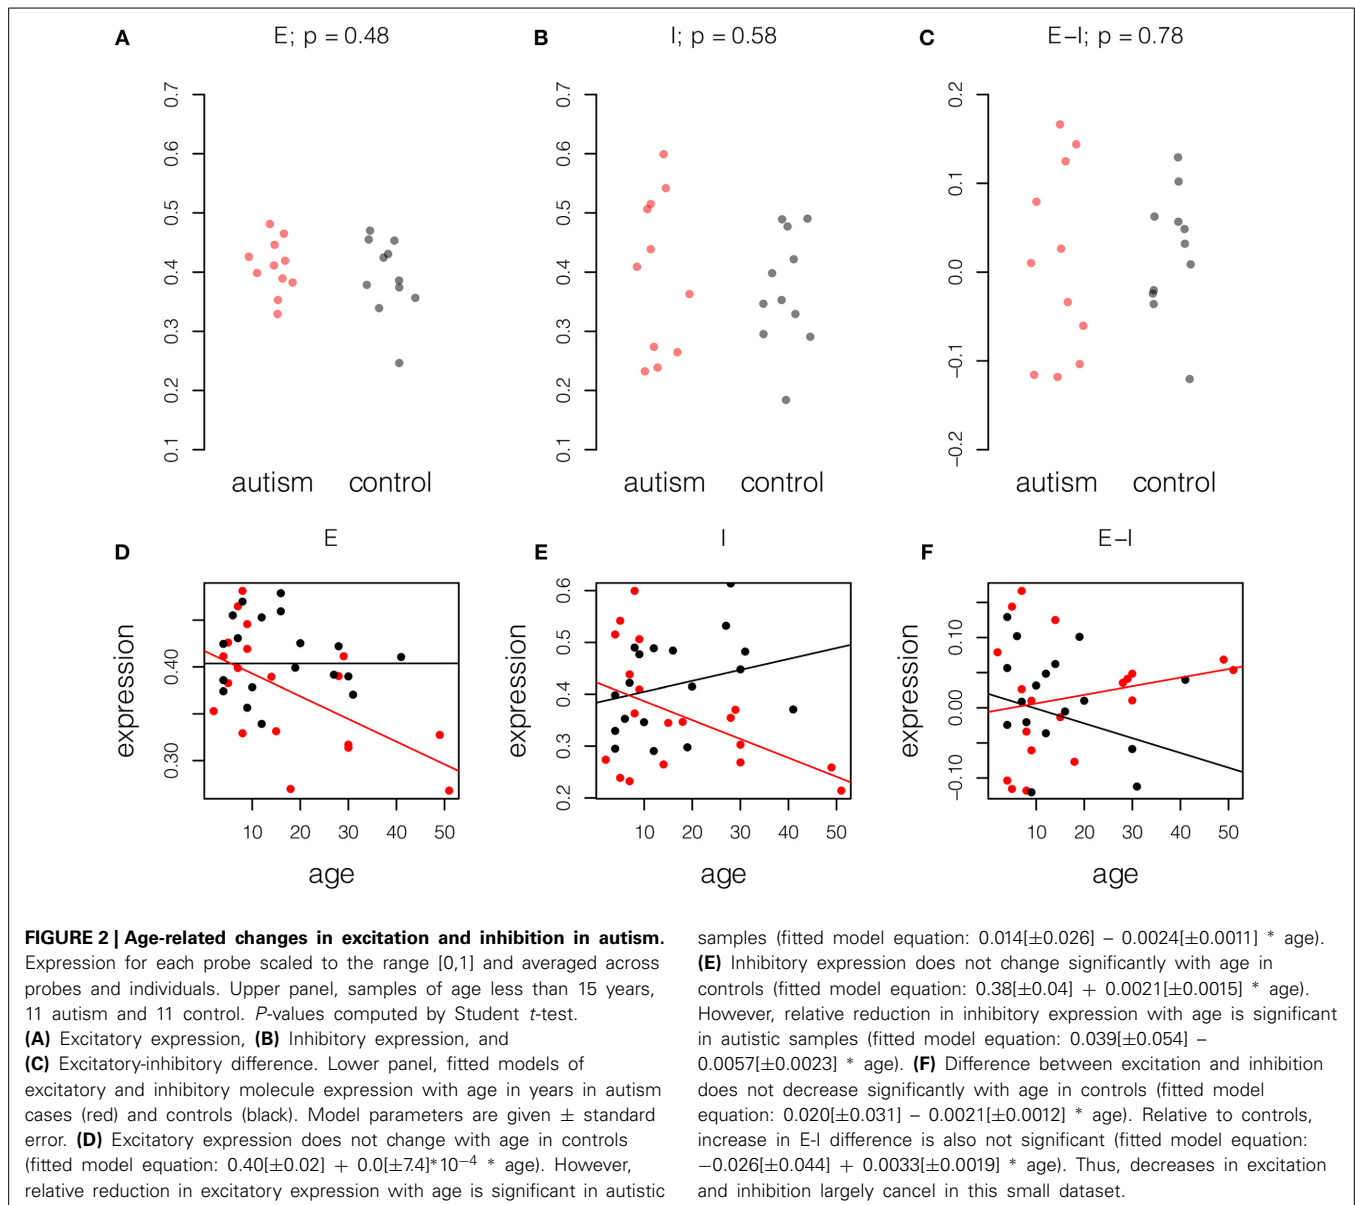 A
E; p = 0.48
B
I; p = 0.58
C
E–I; p = 0.78
0.7
0.6
0.5
0.4
0.3
0.2
0.1
autism control
0.7
0.6
0.5
0.4
0.3
0.2
0.1
autism control
0.2
0.1
0.0
−0.1
−0.2
autism control
D
E
expression
0.40
0.30
10 20 30 40 50
age
E
I
expression
0.6
0.5
0.4
0.3
0.2
10 20 30 40 50
age
F
E–I
expression
0.10
0.00
−0.10
10 20 30 40 50
age
FIGURE 2 | Age-related changes in excitation and inhibition in autism.
Expression for each probe scaled to the range [0,1] and averaged across
probes and individuals. Upper panel, samples of age less than 15 years,
11 autism and 11 control. P-values computed by Student t-test.
(A) Excitatory expression, (B) Inhibitory expression, and
(C) Excitatory-inhibitory difference. Lower panel, fitted models of
excitatory and inhibitory molecule expression with age in years in autism
cases (red) and controls (black). Model parameters are given ± standard
error. (D) Excitatory expression does not change with age in controls
(fitted model equation: 0.40[±0.02] + 0.0[±7.4]*10⁻⁴ * age). However,
relative reduction in excitatory expression with age is significant in autistic
samples (fitted model equation: 0.014[±0.026] − 0.0024[±0.0011] * age).
(E) Inhibitory expression does not change significantly with age in
controls (fitted model equation: 0.38[±0.04] + 0.0021[±0.0015] * age).
However, relative reduction in inhibitory expression with age is significant
in autistic samples (fitted model equation: 0.039[±0.054] −
0.0057[±0.0023] * age). (F) Difference between excitation and inhibition
does not decrease significantly with age in controls (fitted model
equation: 0.020[±0.031] − 0.0021[±0.0012] * age). Relative to controls,
increase in E-I difference is also not significant (fitted model equation:
−0.026[±0.044] + 0.0033[±0.0019] * age). Thus, decreases in excitation
and inhibition largely cancel in this small dataset.